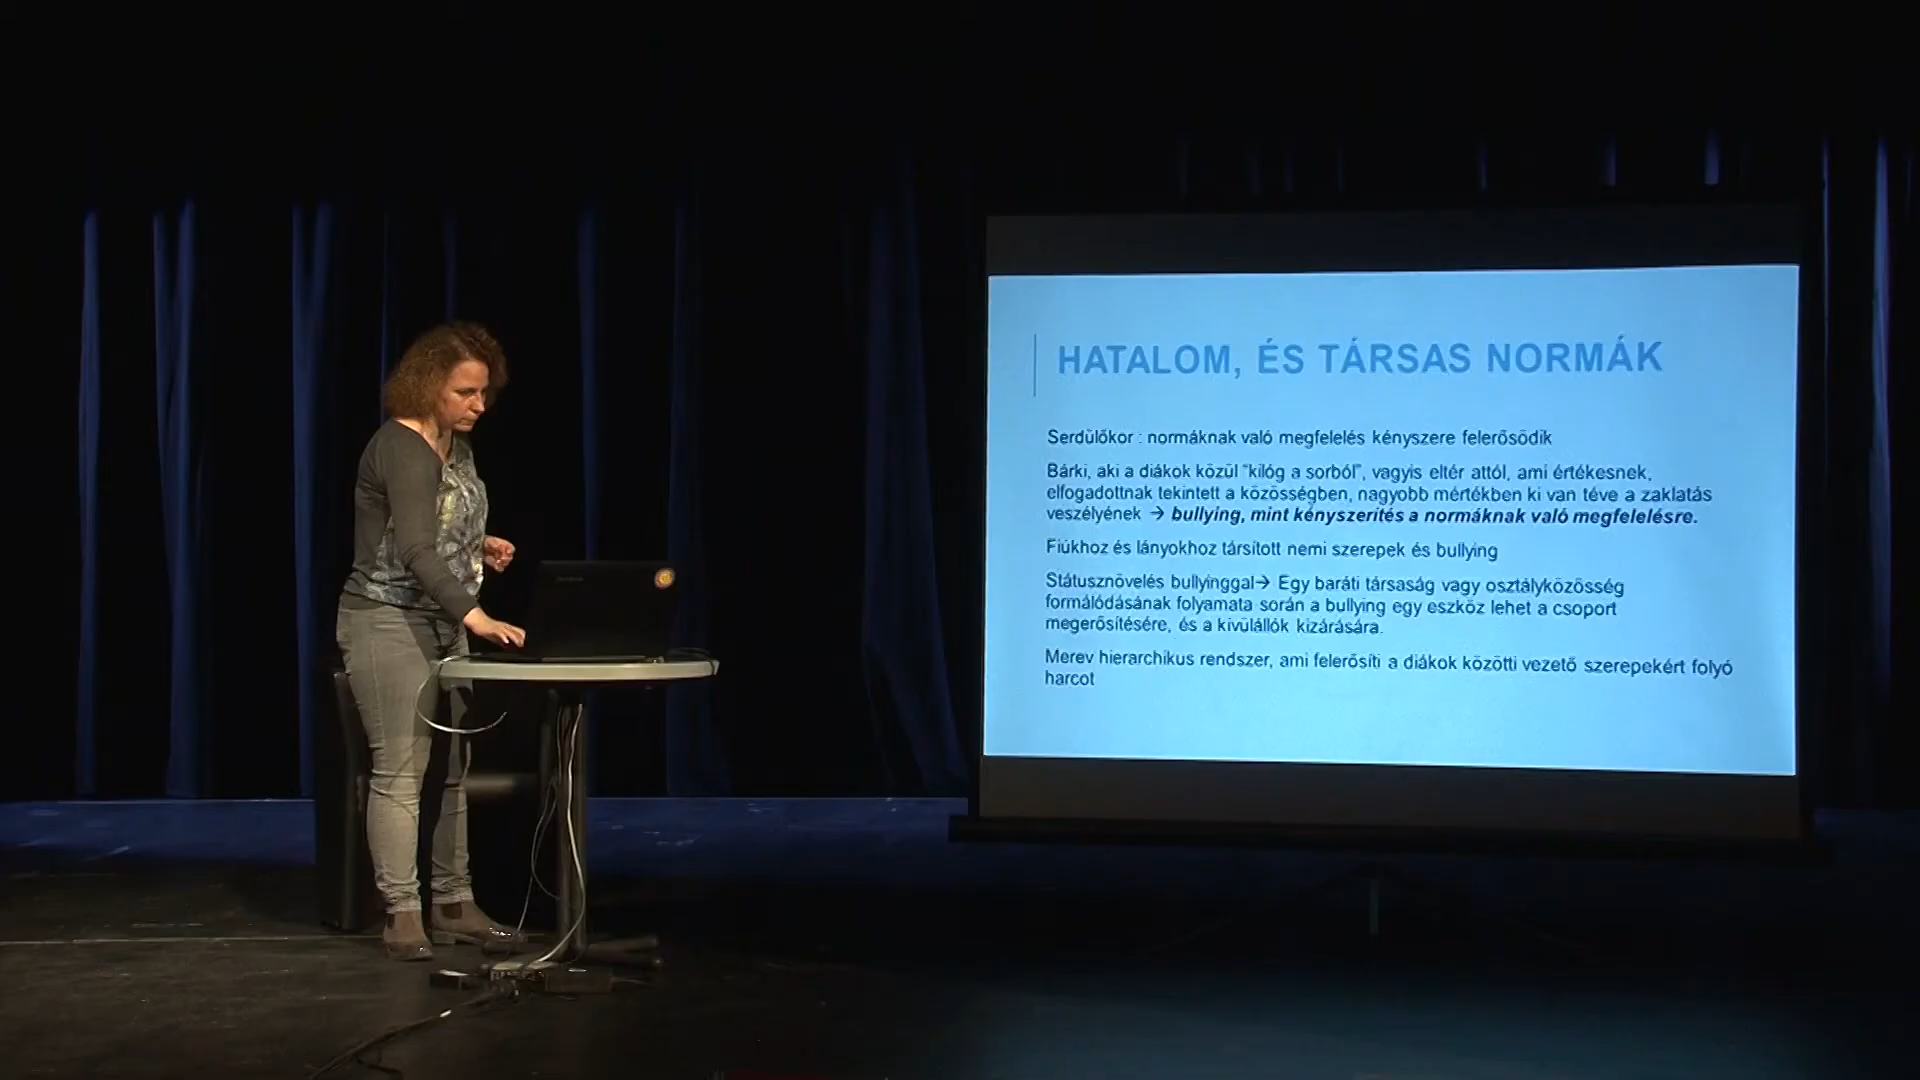 HATALOM, ÉS TÁRSAS NORMÁK
Serdülőkor : normáknak való megfelelés kényszere felerősödik
Bárki, aki a diákok közül “kilóg a sorból”, vagyis eltér attól, ami értékesnek,
elfogadottnak tekintett a közösségben, nagyobb mértékben ki van téve a zaklatás
veszélyének → bullying, mint kényszerítés a normáknak való megfelelésre.
Fiúkhoz és lányokhoz társított nemi szerepek és bullying
Státusznövelés bullyinggal→ Egy baráti társaság vagy osztályközösség
formálódásának folyamata során a bullying egy eszköz lehet a csoport
megerősítésére, és a kívülállók kizárására.
Merev hierarchikus rendszer, ami felerősíti a diákok közötti vezető szerepekért folyó
harcot